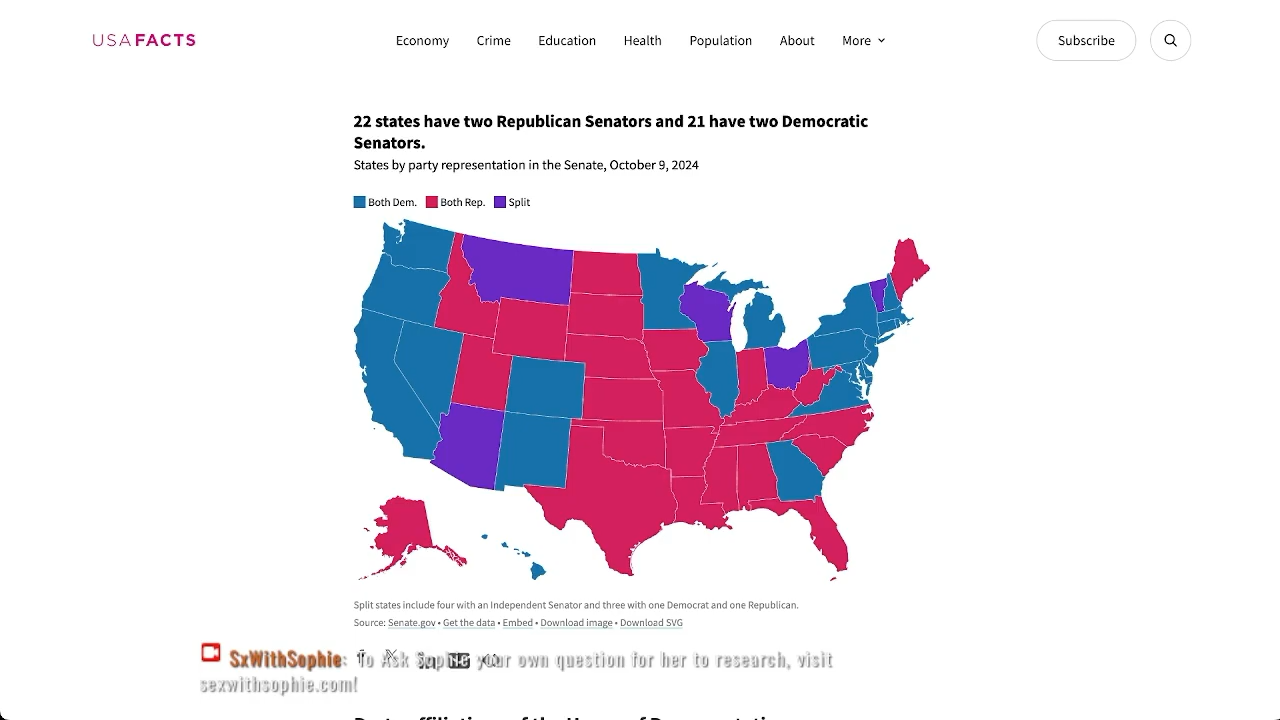 USAFACTS
Economy Crime Education Health Population About More
Subscribe
22 states have two Republican Senators and 21 have two Democratic
Senators.
States by party representation in the Senate, October 9, 2024
Both Dem. Both Rep. Split
Split states include four with an Independent Senator and three with one Democrat and one Republican.
Source: Senate.gov • Get the data • Embed • Download image • Download SVG
SxWithSophie: To Ask Sophie your own question for her to research, visit
sexwithsophie.com!